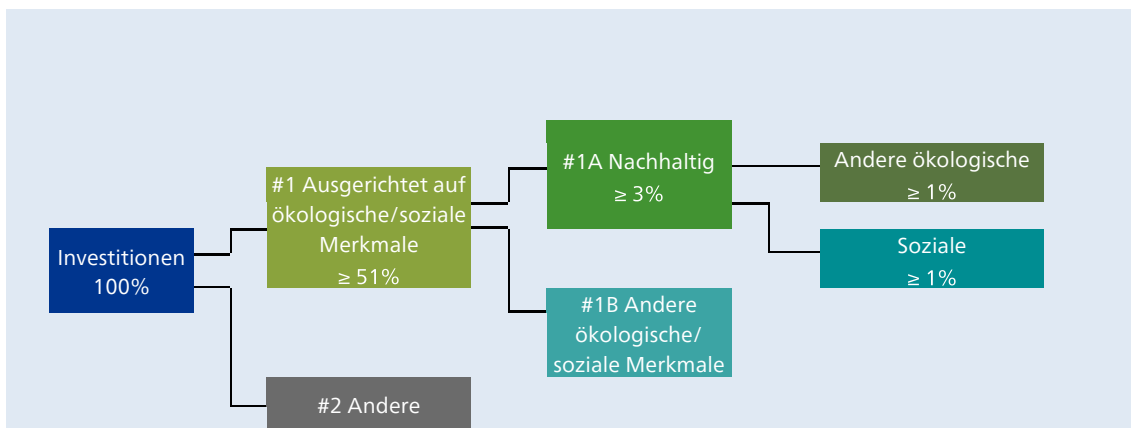 Investitionen
100%
#1 Ausgerichtet auf
ökologische/soziale
Merkmale
≥ 51%
#2 Andere
#1A Nachhaltig
≥ 3%
#1B Andere
ökologische/
soziale Merkmale
Andere ökologische
≥ 1%
Soziale
≥ 1%